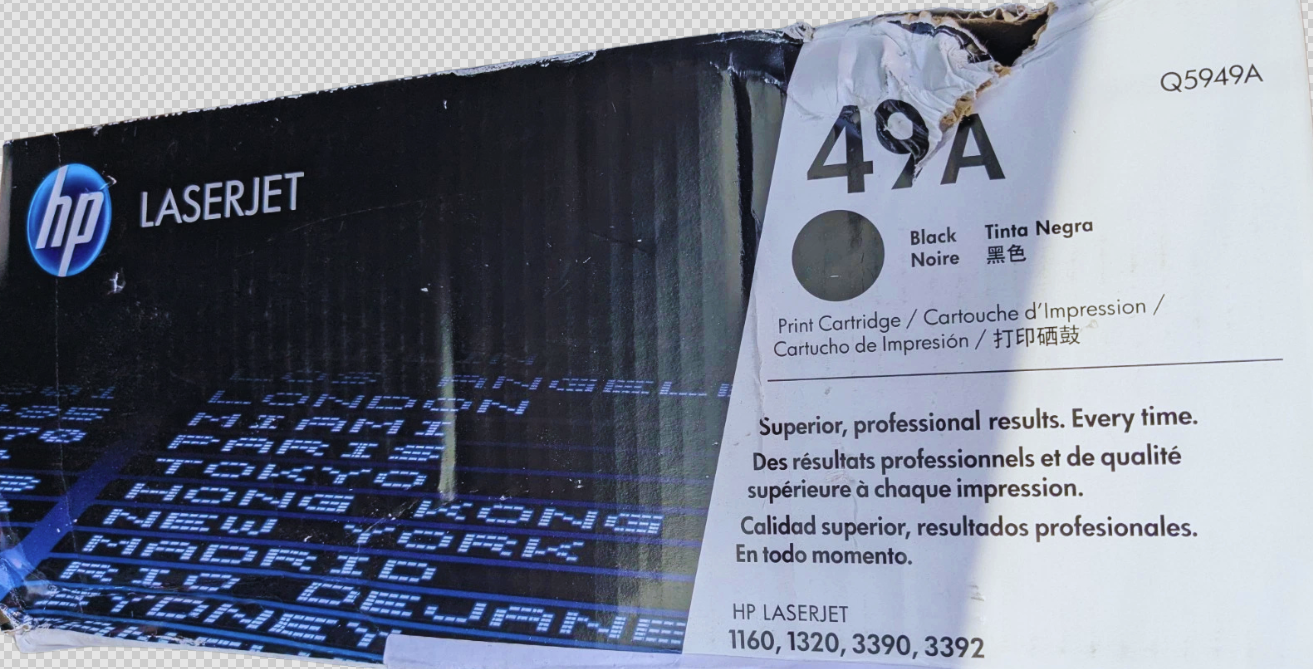 hp LASERJET
LOS ANGEL
LONDON
MIAMI
PARIS
TOKYO
HONG KONG
NEW YORK
MADRID
RIO DEJANE
SYDNEY
Q5949A
49A
Black Tinta Negra
Noire 黑色
Print Cartridge / Cartouche d'Impression /
Cartucho de Impresión / 打印硒鼓
Superior, professional results. Every time.
Des résultats professionnels et de qualité
supérieure à chaque impression.
Calidad superior, resultados profesionales.
En todo momento.
HP LASERJET
1160, 1320, 3390, 3392